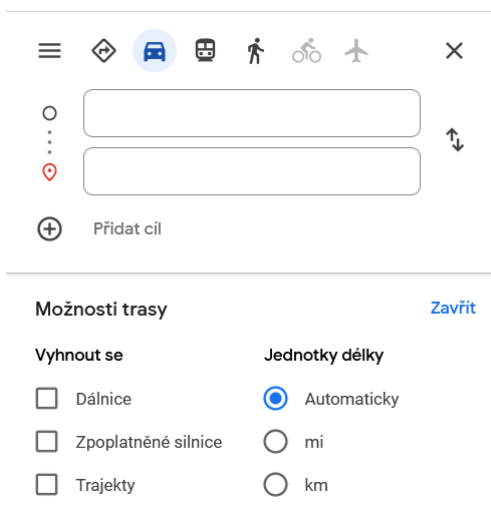 Přidat cíl
Možnosti trasy Zavřít
Vyhnout se Jednotky délky
Dálnice Automaticky
Zpoplatněné silnice mi
Trajekty km